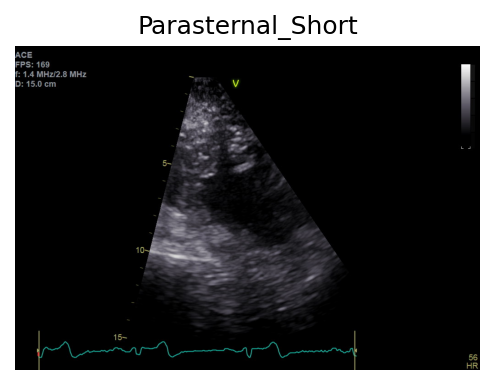 Parasternal_Short
ACE
FPS: 169
f: 1.4 MHz/2.8 MHz
D: 15.0 cm
V
5
10
15
56
HR